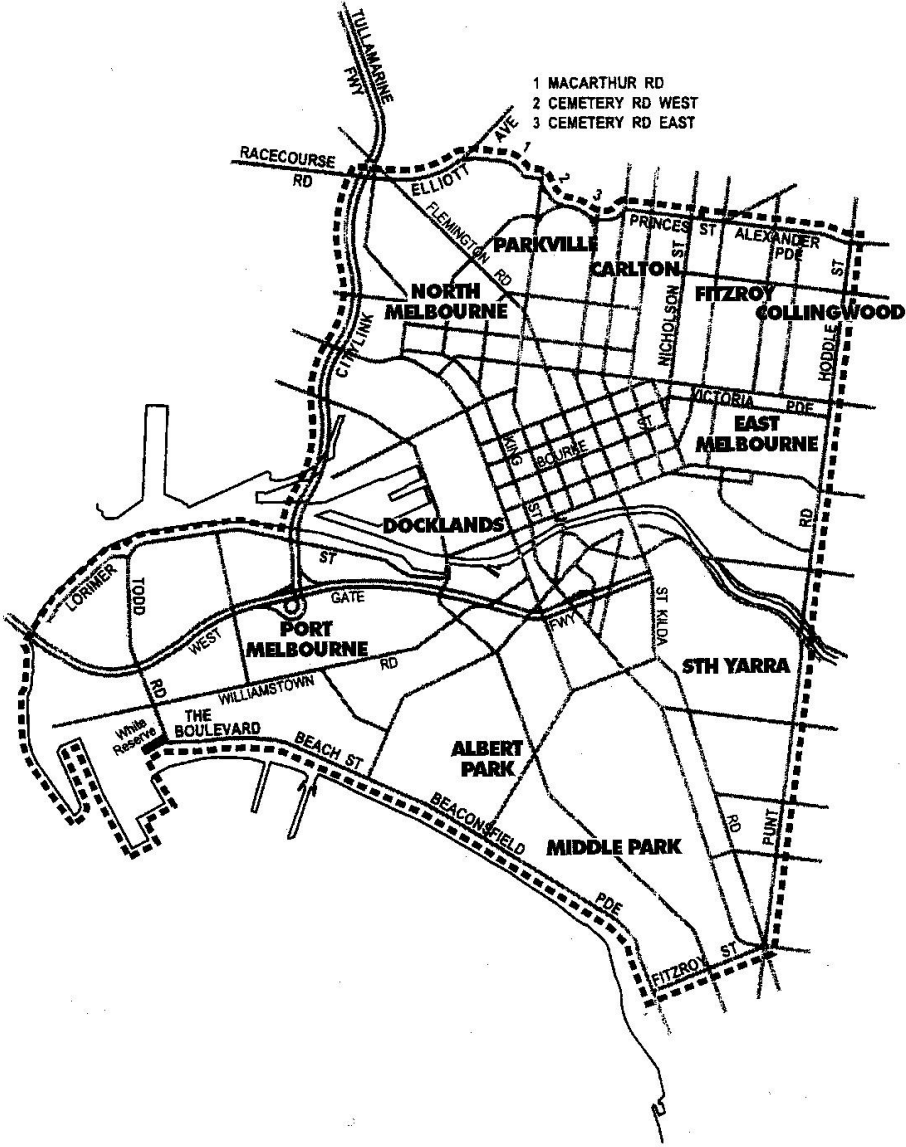 TULLAMARINE
FWY
1 MACARTHUR RD
2 CEMETERY RD WEST
3 CEMETERY RD EAST
RACECOURSE
RD
ELLIOTT
AVE
1
2
3
FLEMINGTON
RD
PARKVILLE
PRINCES ST
ALEXANDER
PDE
CARLTON
NICHOLSON
ST
FITZROY
COLLINGWOOD
HODDLE
ST
NORTH
MELBOURNE
CITYLINK
VICTORIA PDE
EAST
MELBOURNE
KING
ST
BOURKE
ST
DOCKLANDS
RD
LORIMER
ST
TODD
RD
WEST
GATE
FWY
PORT
MELBOURNE
ST KILDA
RD
STH YARRA
WILLIAMSTOWN
RD
White
Reserve
THE
BOULEVARD
BEACH ST
ALBERT
PARK
BEACONSFIELD
PDE
MIDDLE PARK
PUNT
FITZROY ST